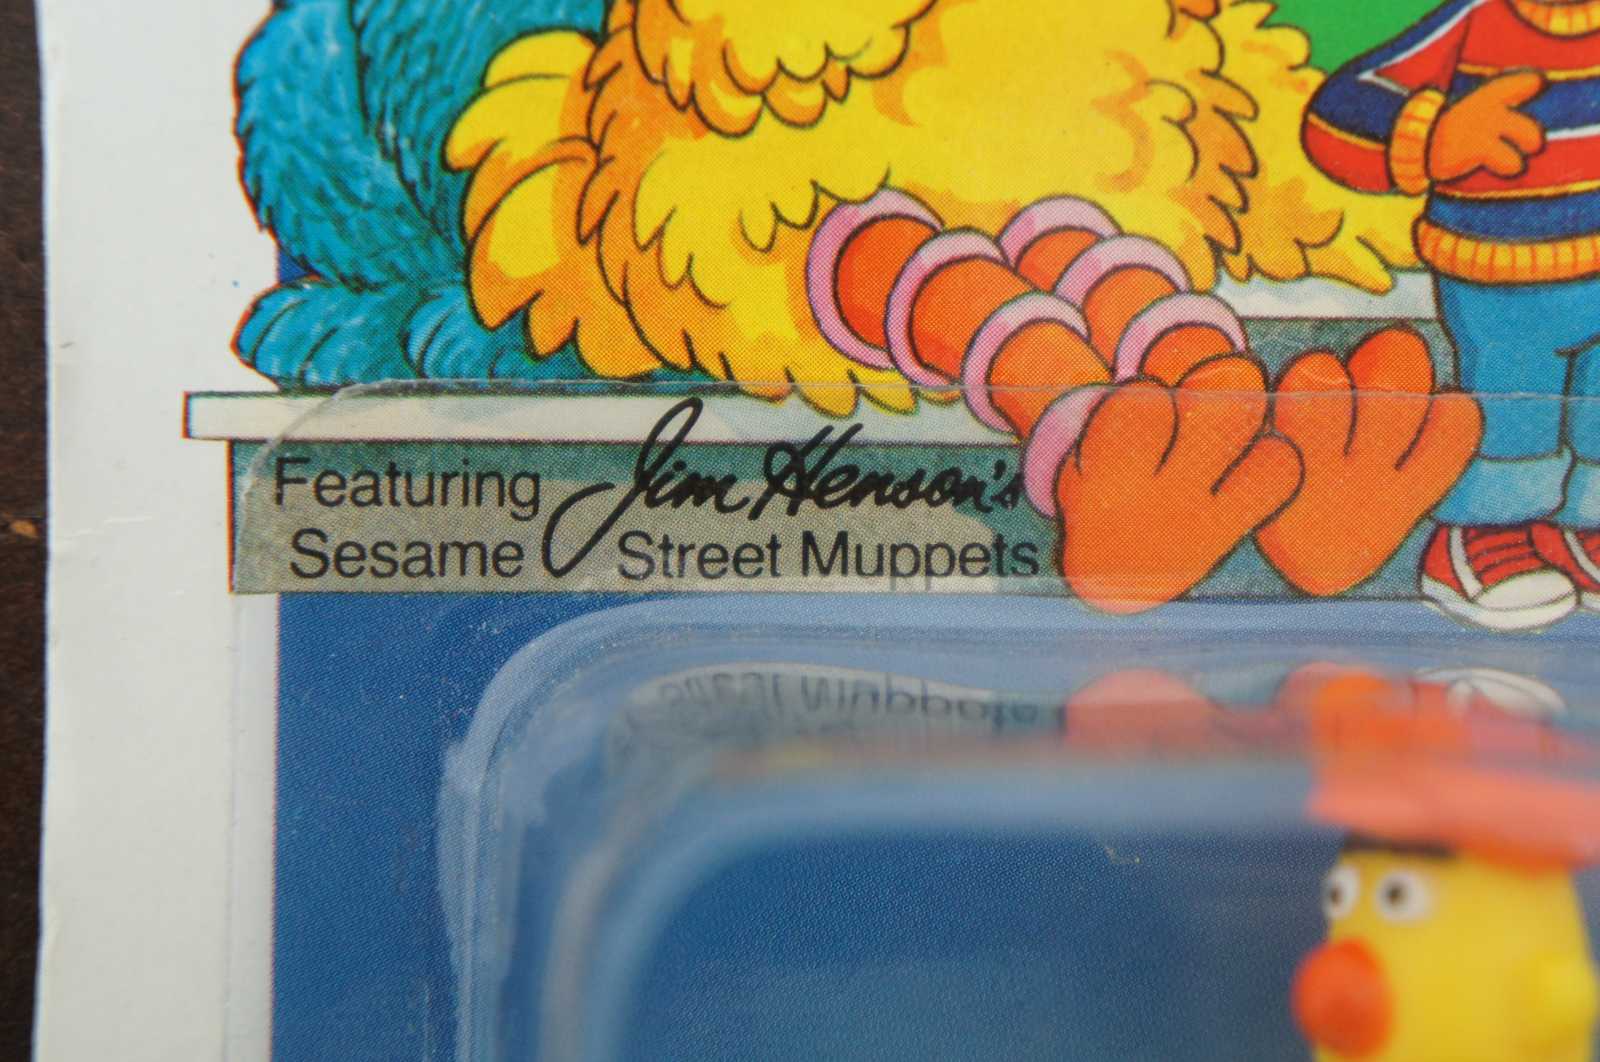 Featuring Jim Henson's
Sesame Street Muppets